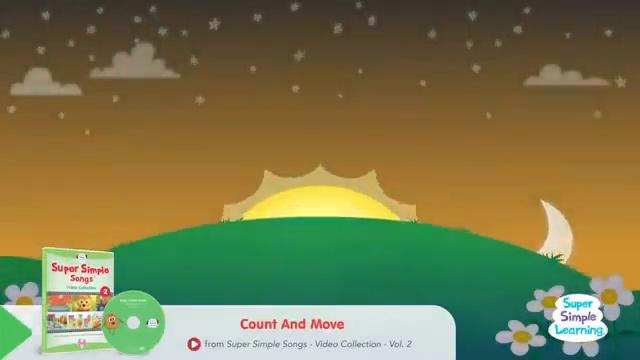 Super Simple
Songs
Video Collection
2
Count And Move
from Super Simple Songs - Video Collection - Vol. 2
Super
Simple
Learning